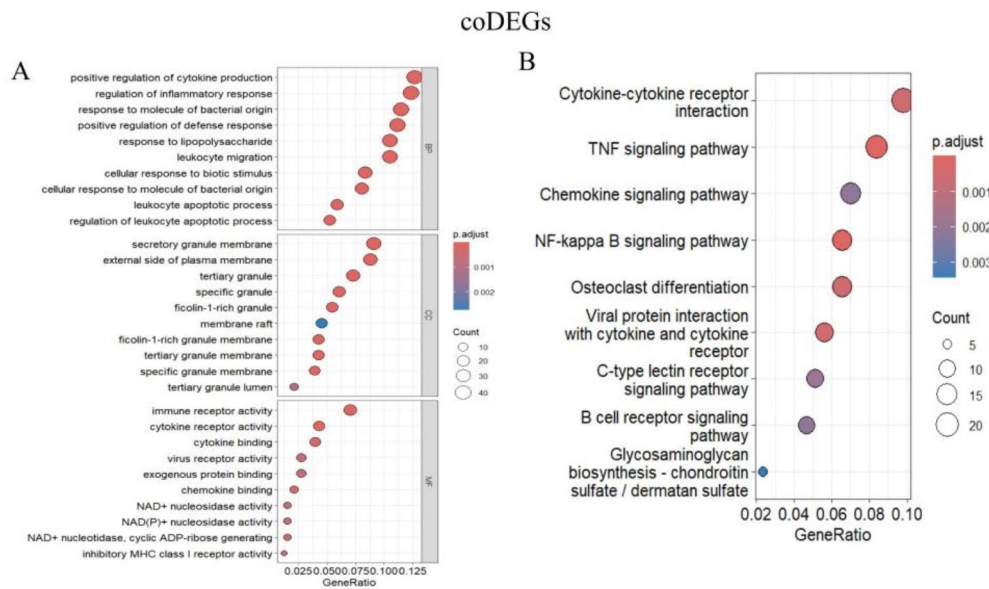 coDEGs
A
positive regulation of cytokine production
regulation of inflammatory response
response to molecule of bacterial origin
positive regulation of defense response
response to lipopolysaccharide
leukocyte migration
cellular response to biotic stimulus
cellular response to molecule of bacterial origin
leukocyte apoptotic process
regulation of leukocyte apoptotic process
BP
secretory granule membrane
external side of plasma membrane
tertiary granule
specific granule
ficolin-1-rich granule
membrane raft
ficolin-1-rich granule membrane
tertiary granule membrane
specific granule membrane
tertiary granule lumen
CC
immune receptor activity
cytokine receptor activity
cytokine binding
virus receptor activity
exogenous protein binding
chemokine binding
NAD+ nucleosidase activity
NAD(P)+ nucleosidase activity
NAD+ nucleotidase, cyclic ADP-ribose generating
inhibitory MHC class I receptor activity
MF
0.025 0.050 0.075 0.100 0.125
GeneRatio
p.adjust
0.001
0.002
Count
10
20
30
40
B
Cytokine-cytokine receptor
interaction
TNF signaling pathway
Chemokine signaling pathway
NF-kappa B signaling pathway
Osteoclast differentiation
Viral protein interaction
with cytokine and cytokine
receptor
C-type lectin receptor
signaling pathway
B cell receptor signaling
pathway
Glycosaminoglycan
biosynthesis - chondroitin
sulfate / dermatan sulfate
0.02 0.04 0.06 0.08 0.10
GeneRatio
p.adjust
0.001
0.002
0.003
Count
5
10
15
20